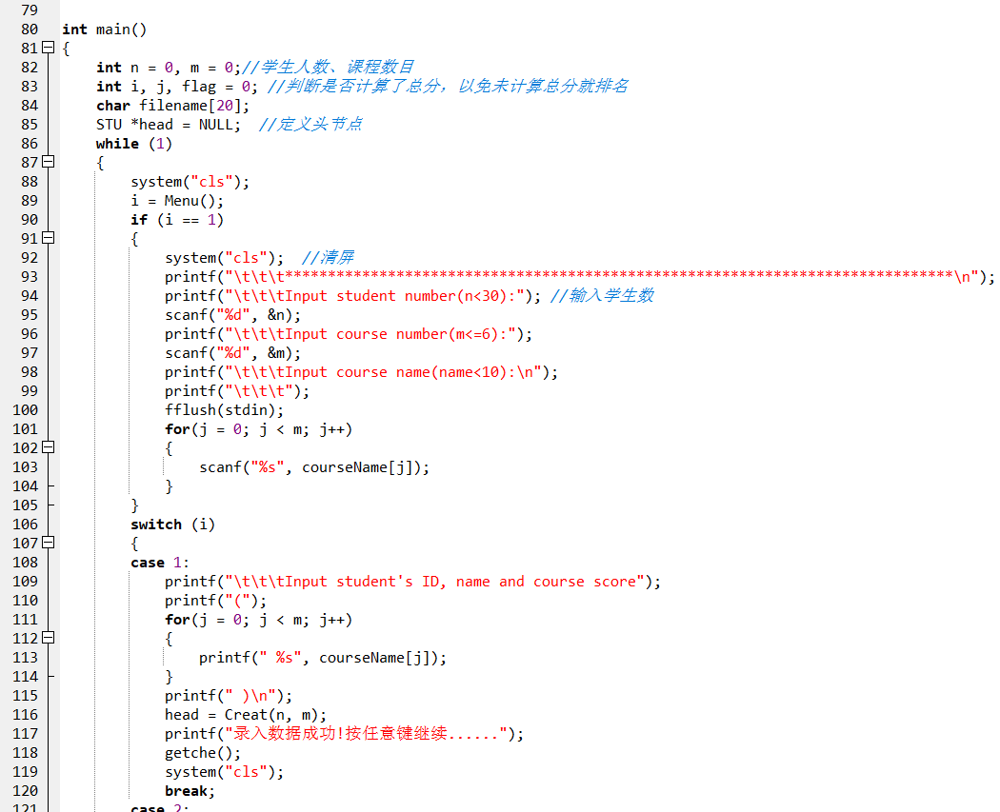 79
80 int main()
81 {
82 int n = 0, m = 0;//学生人数、课程数目
83 int i, j, flag = 0; //判断是否计算了总分，以免未计算总分就排名
84 char filename[20];
85 STU *head = NULL;  //定义头节点
86 while (1)
87 {
88 system("cls");
89 i = Menu();
90 if (i == 1)
91 {
92 system("cls");  //清屏
93 printf("\t\t\t******************************************************************************\n");
94 printf("\t\t\tInput student number(n<30):"); //输入学生数
95 scanf("%d", &n);
96 printf("\t\t\tInput course number(m<=6):");
97 scanf("%d", &m);
98 printf("\t\t\tInput course name(name<10):\n");
99 printf("\t\t\t");
100 fflush(stdin);
101 for(j = 0; j < m; j++)
102 {
103 scanf("%s", courseName[j]);
104 }
105 }
106 switch (i)
107 {
108 case 1:
109 printf("\t\t\tInput student's ID, name and course score");
110 printf("(");
111 for(j = 0; j < m; j++)
112 {
113 printf(" %s", courseName[j]);
114 }
115 printf(" )\n");
116 head = Creat(n, m);
117 printf("录入数据成功!按任意键继续......");
118 getche();
119 system("cls");
120 break;
121 case 2: